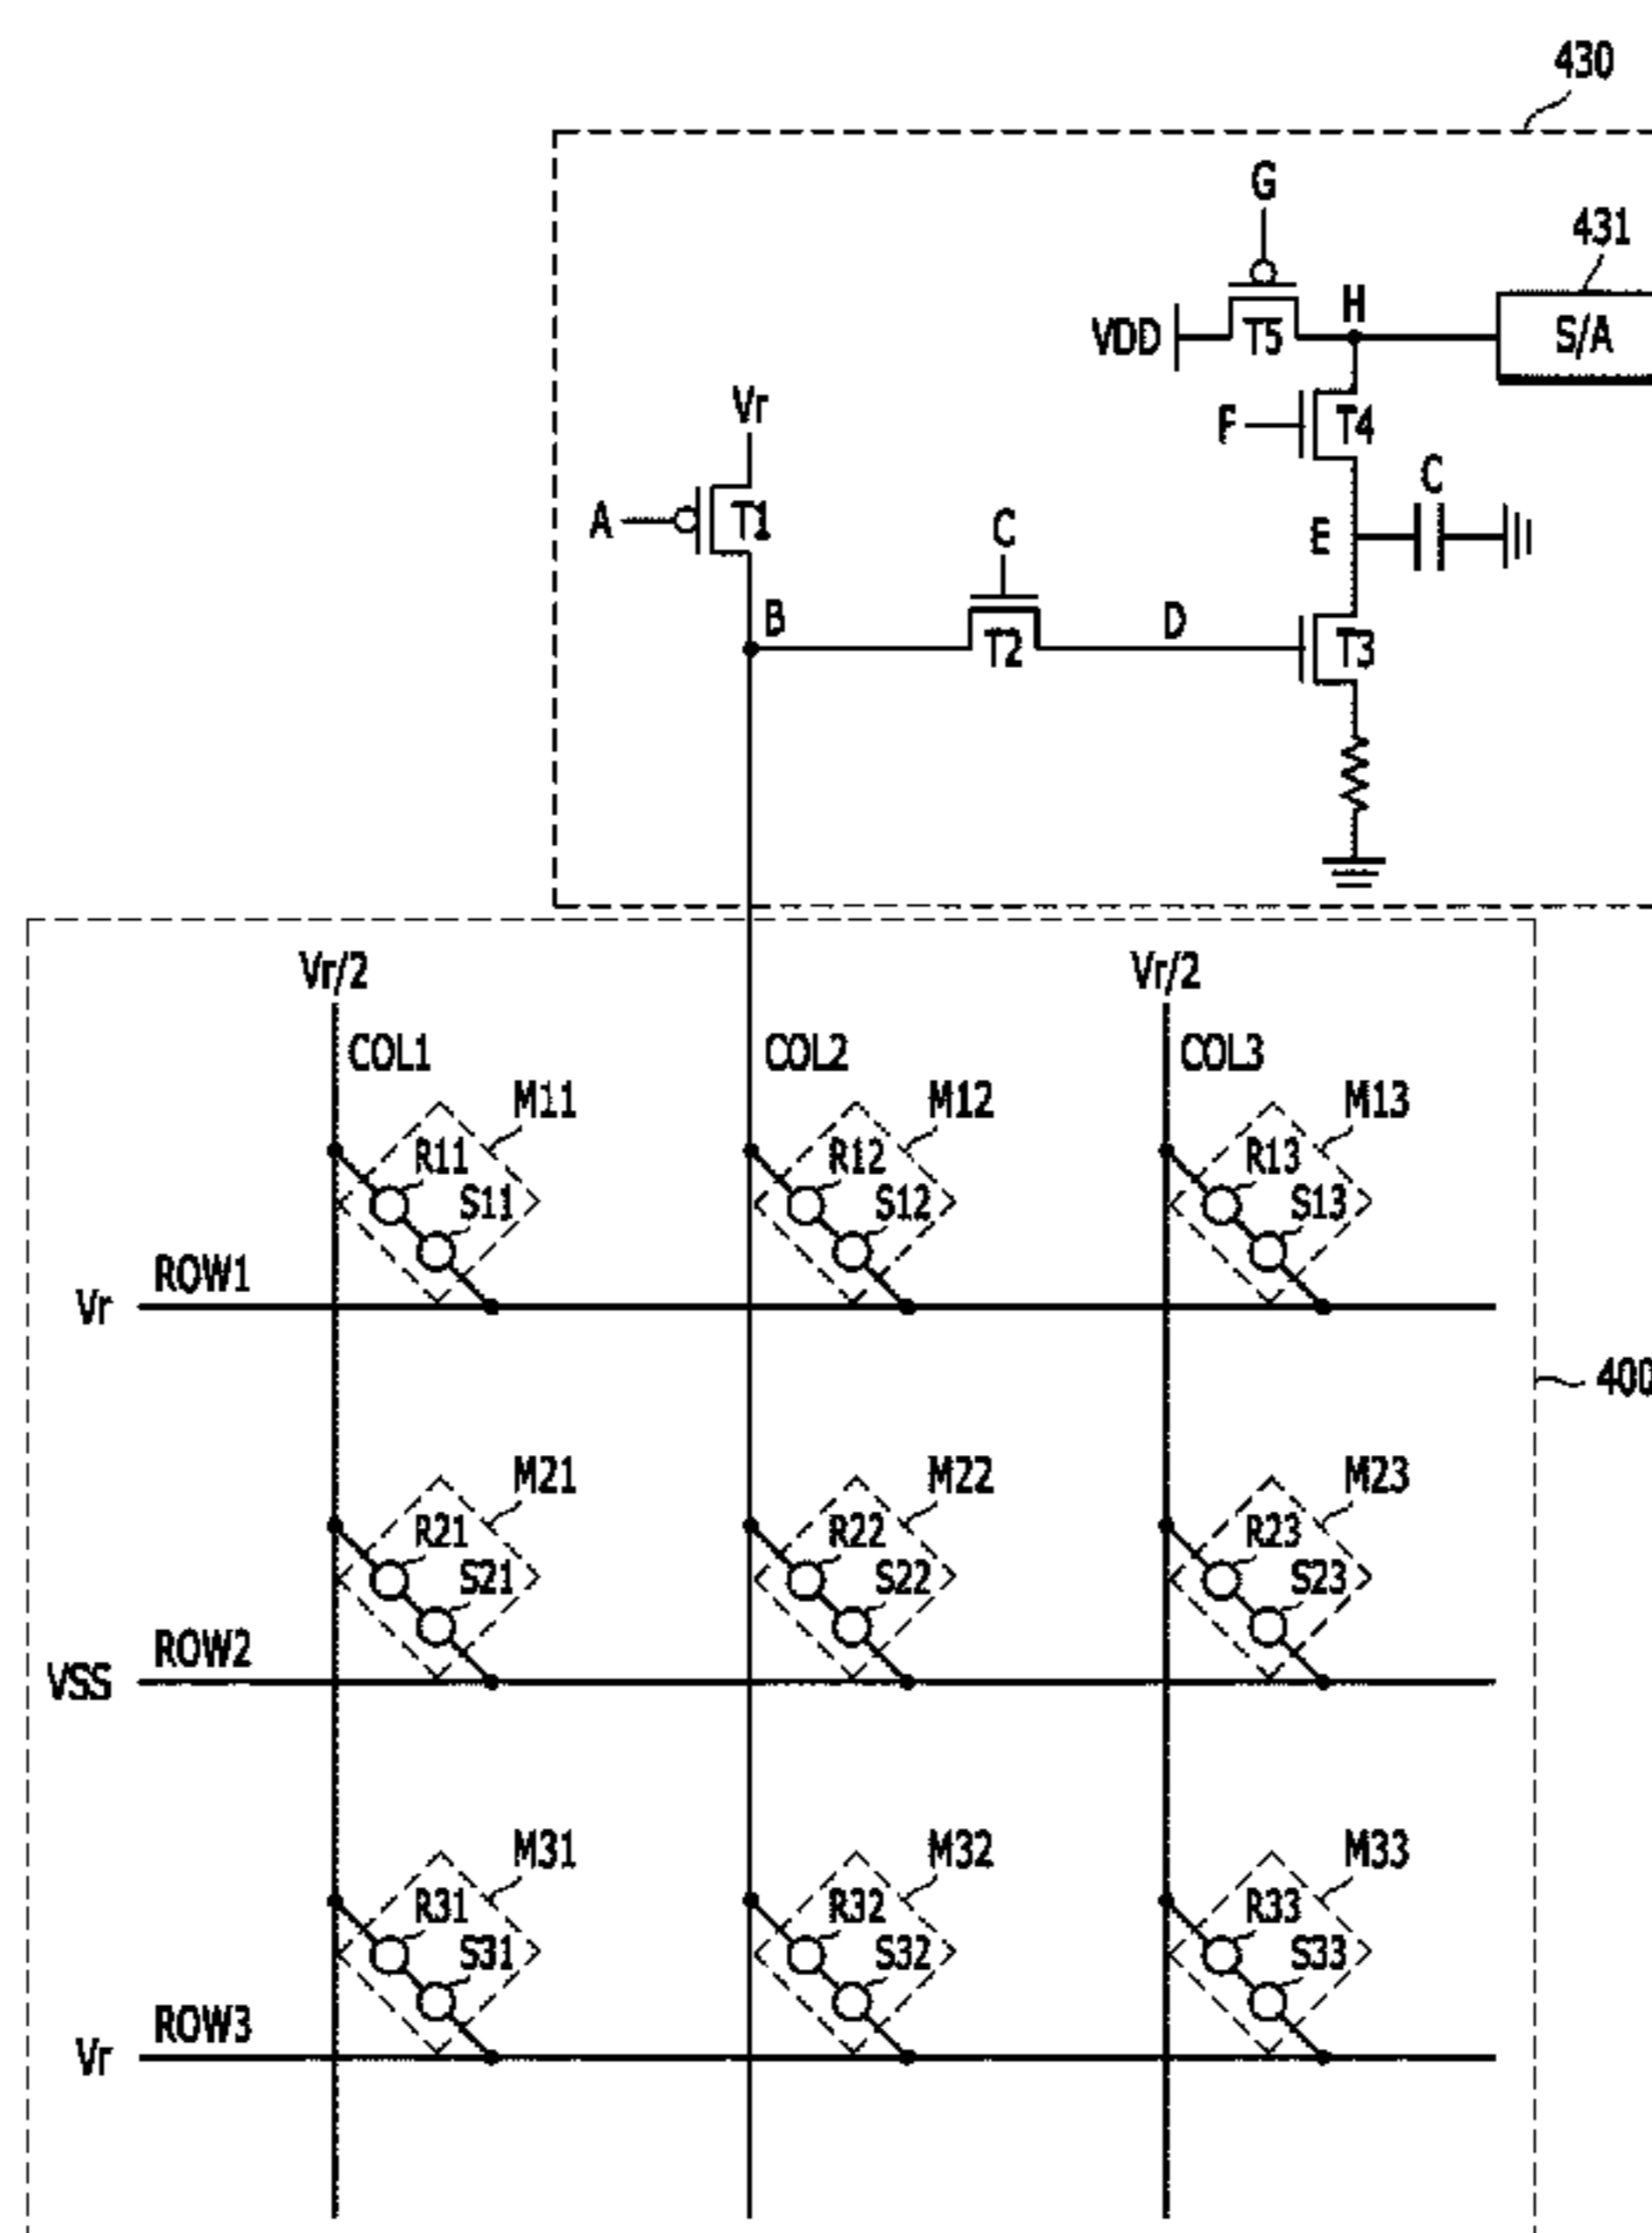 430
G
431
VDD
T5
H
S/A
Vr
F
T4
A
T1
E
C
C
B
T2
D
T3
Vr/2
Vr/2
COL1
COL2
COL3
M11
M12
M13
R11
R12
R13
S11
S12
S13
ROW1
Vr
400
M21
M22
M23
R21
R22
R23
S21
S22
S23
ROW2
VSS
M31
M32
M33
R31
R32
R33
S31
S32
S33
ROW3
Vr